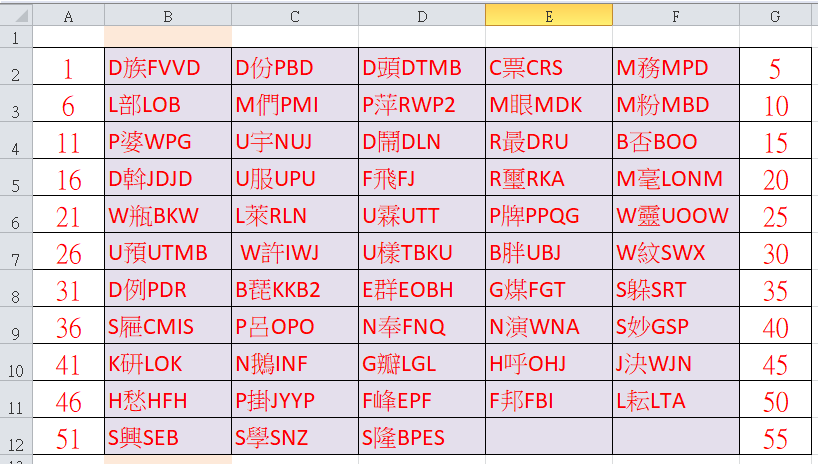 A B C D E F G
1
2 1 D族FVVD D份PBD D頭DTMB C票CRS M務MPD 5
3 6 L部LOB M們PMI P萍RWP2 M眼MDK M粉MBD 10
4 11 P婆WPG U宇NUJ D鬧DLN R最DRU B否BOO 15
5 16 D斡JDJD U服UPU F飛FJ R璽RKA M毫LONM 20
6 21 W瓶BKW L萊RLN U霖UTT P牌PPQG W靈UOOW 25
7 26 U預UTMB W許IWJ U樣TBKU B胖UBJ W紋SWX 30
8 31 D例PDR B琵KKB2 E群EOBH G煤FGT S躲SRT 35
9 36 S屜CMIS P呂OPO N奉FNQ N演WNA S妙GSP 40
10 41 K研LOK N鵝INF G瓣LGL H呼OHJ J決WJN 45
11 46 H愁HFH P掛JYYP F峰EPF F邦FBI L耘LTA 50
12 51 S興SEB S學SNZ S隆BPES 55